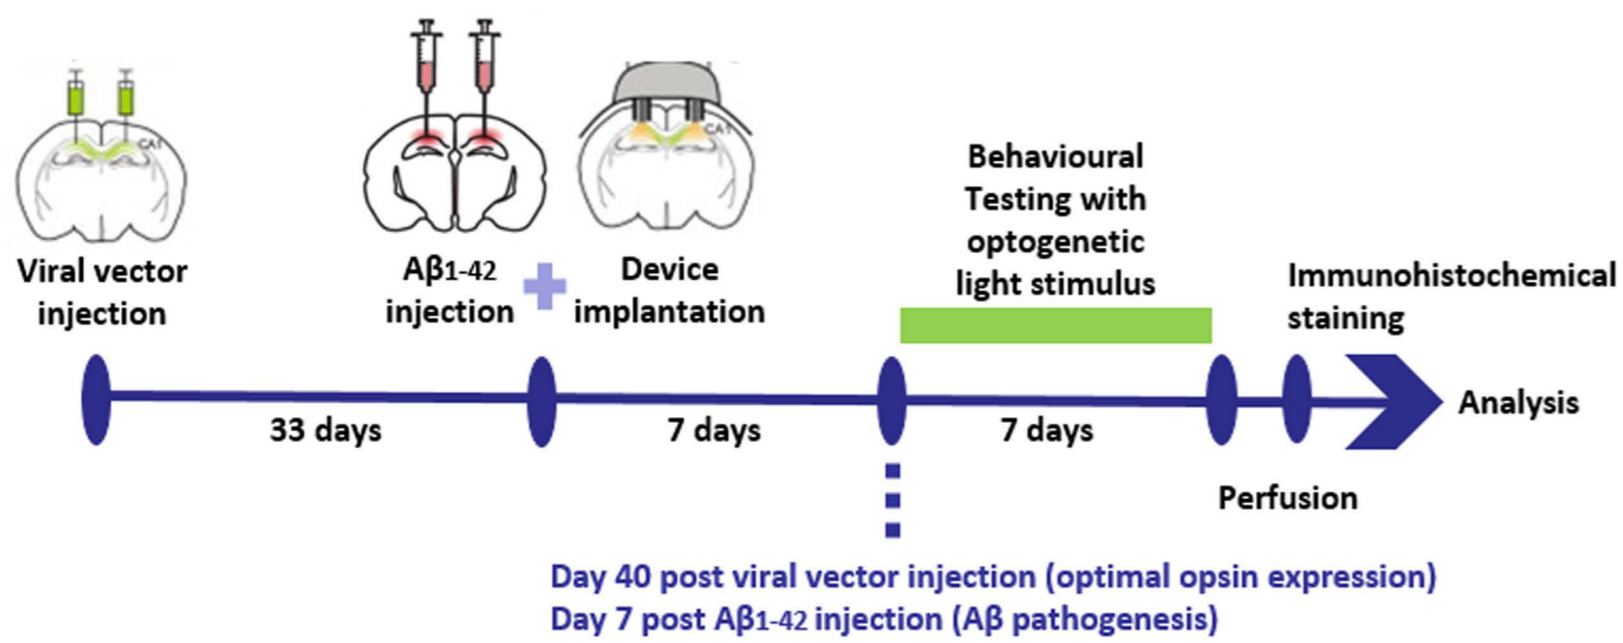 CA1
CA1
Viral vector
injection
Aβ1-42
injection
Device
implantation
Behavioural
Testing with
optogenetic
light stimulus
Immunohistochemical
staining
33 days
7 days
7 days
Analysis
Perfusion
Day 40 post viral vector injection (optimal opsin expression)
Day 7 post Aβ1-42 injection (Aβ pathogenesis)